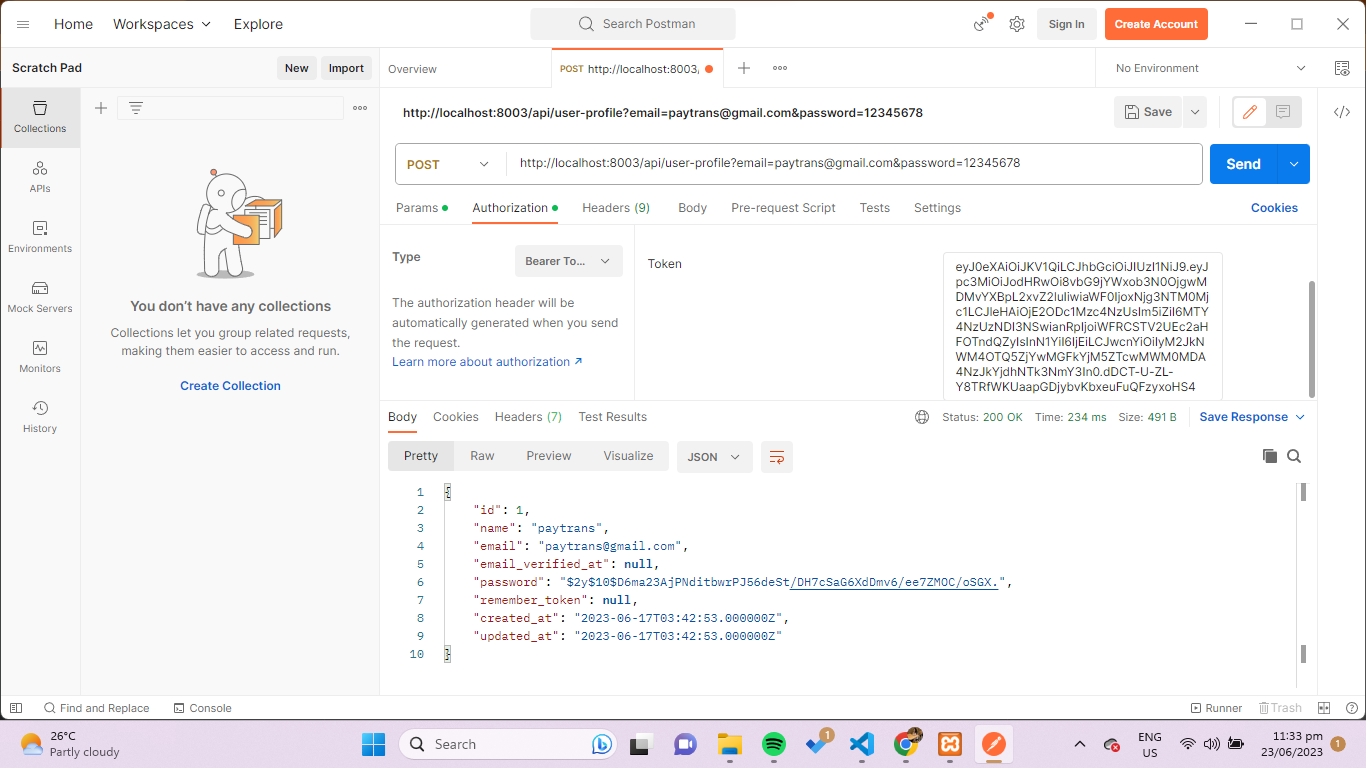 Home Workspaces Explore Search Postman Sign In Create Account
Scratch Pad New Import Overview POST http://localhost:8003, No Environment
Collections
APIs
Environments
Mock Servers
Monitors
History
You don't have any collections
Collections let you group related requests,
making them easier to access and run.
Create Collection
http://localhost:8003/api/user-profile?email=paytrans@gmail.com&password=12345678 Save
POST http://localhost:8003/api/user-profile?email=paytrans@gmail.com&password=12345678 Send
Params Authorization Headers (9) Body Pre-request Script Tests Settings Cookies
Type Bearer To...
The authorization header will be
automatically generated when you send
the request.
Learn more about authorization ↗
Token
Body Cookies Headers (7) Test Results Status: 200 OK Time: 234 ms Size: 491 B Save Response
Pretty Raw Preview Visualize JSON
1 {
2 "id": 1,
3 "name": "paytrans",
4 "email": "paytrans@gmail.com",
5 "email_verified_at": null,
6 "password": "$2y$10$D6ma23AjPNditbwrPJ56deSt/DH7cSaG6XdDmv6/ee7ZMOC/oSGX.",
7 "remember_token": null,
8 "created_at": "2023-06-17T03:42:53.000000Z",
9 "updated_at": "2023-06-17T03:42:53.000000Z"
10 }
Find and Replace Console Runner Trash
26°C
Partly cloudy
Search
1
ENG
US
11:33 pm
23/06/2023
1